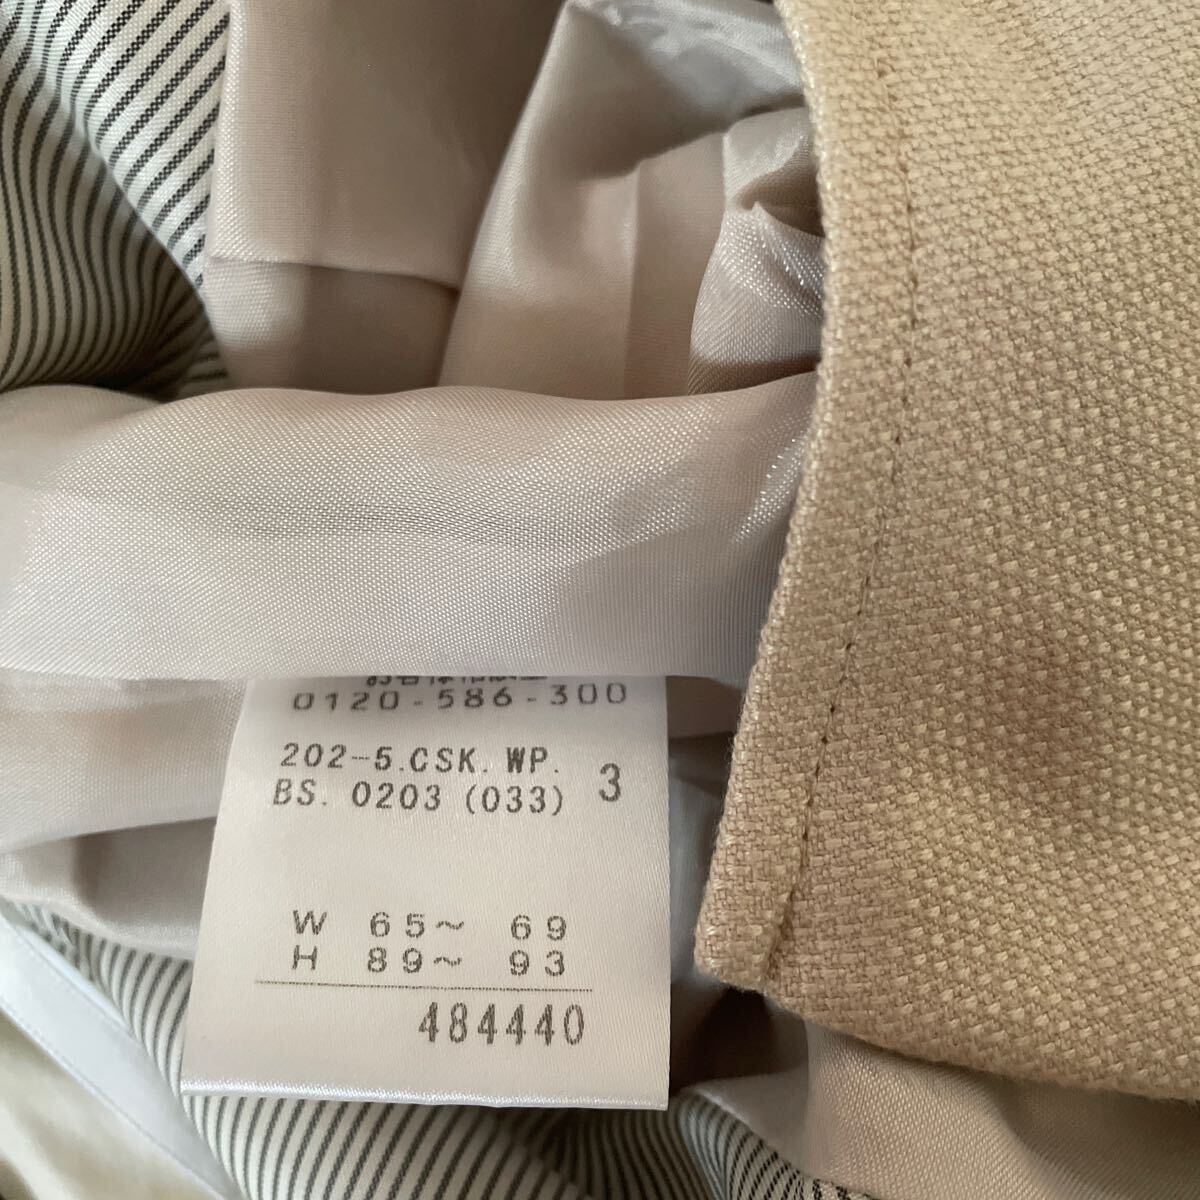 0120-586-300
202-5.CSK. WP.
BS. 0203 (033) 3
W 65～ 69
H 89～ 93
484440